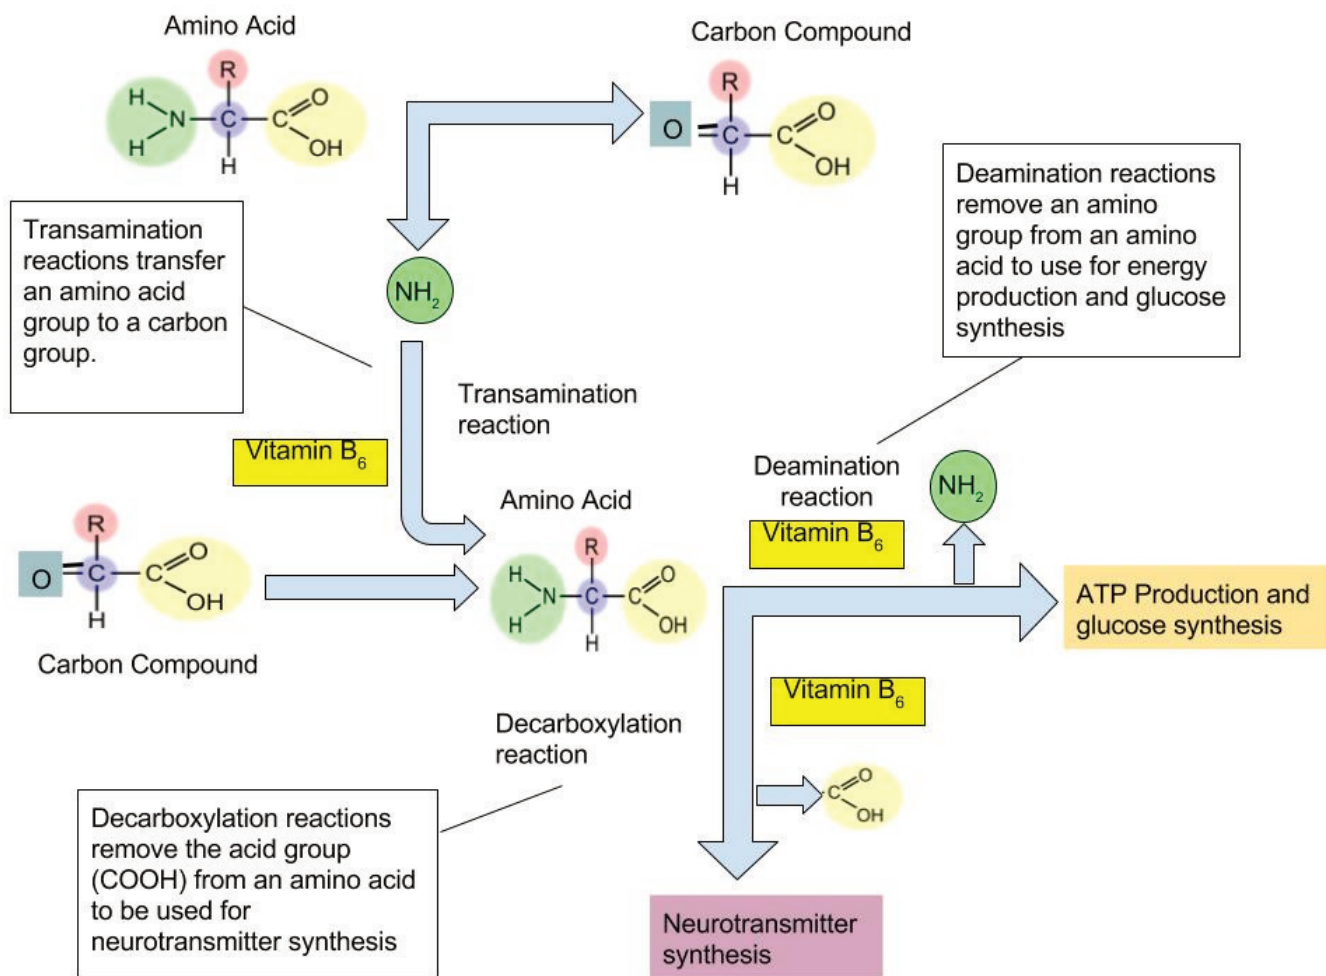 Amino Acid
Carbon Compound
R
H
N
C
C
O
OH
H
H
R
O
C
C
O
OH
H
Transamination
reactions transfer
an amino acid
group to a carbon
group.
NH2
Deamination reactions
remove an amino
group from an amino
acid to use for energy
production and glucose
synthesis
Transamination
reaction
Vitamin B6
Deamination
reaction
Vitamin B6
NH2
Amino Acid
R
O
C
C
O
OH
H
Carbon Compound
R
H
N
C
C
O
OH
H
H
ATP Production and
glucose synthesis
Vitamin B6
Decarboxylation
reaction
C
O
OH
Decarboxylation reactions
remove the acid group
(COOH) from an amino acid
to be used for
neurotransmitter synthesis
Neurotransmitter
synthesis